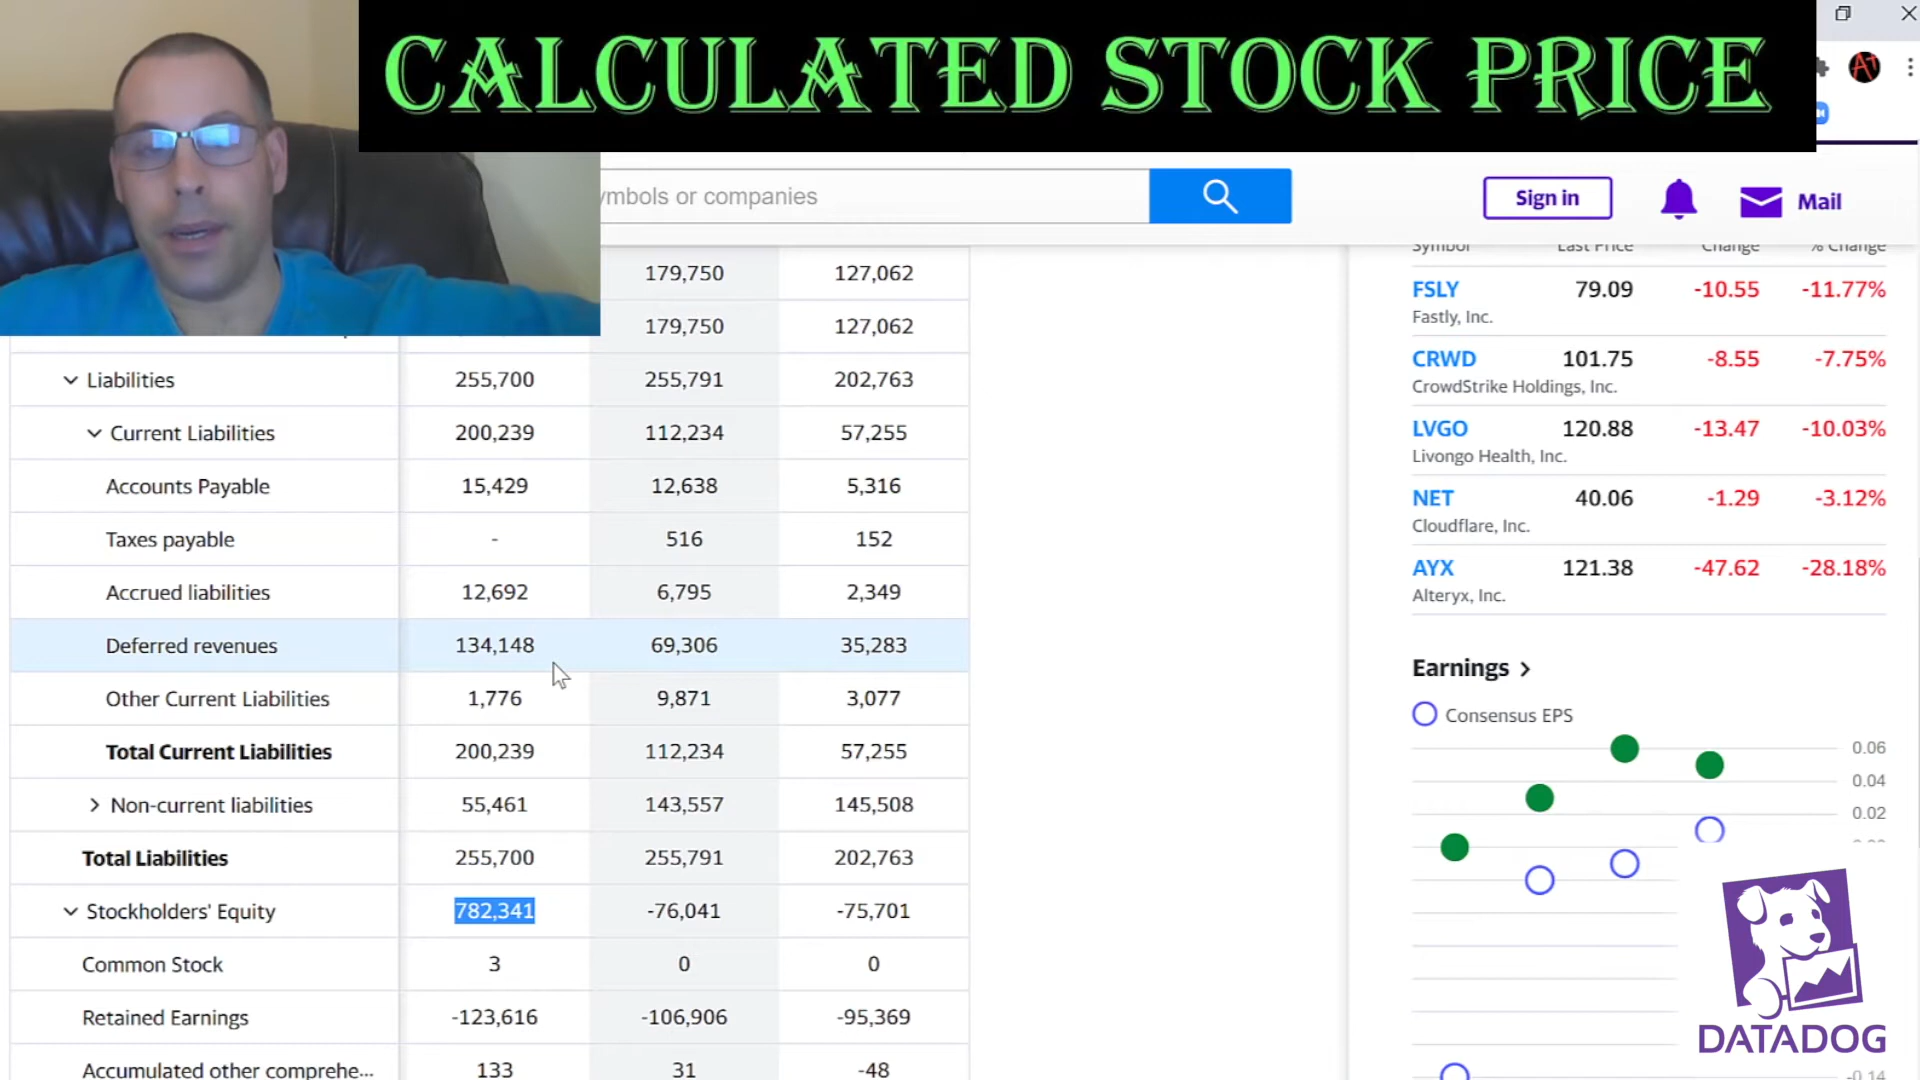 CALCULATED STOCK PRICE
ymbols or companies
Sign in
Mail
Symbol Last Price Change % Change
179,750 127,062
FSLY 79.09 -10.55 -11.77%
Fastly, Inc.
179,750 127,062
CRWD 101.75 -8.55 -7.75%
CrowdStrike Holdings, Inc.
Liabilities 255,700 255,791 202,763
LVGO 120.88 -13.47 -10.03%
Livongo Health, Inc.
Current Liabilities 200,239 112,234 57,255
Accounts Payable 15,429 12,638 5,316
NET 40.06 -1.29 -3.12%
Cloudflare, Inc.
Taxes payable - 516 152
AYX 121.38 -47.62 -28.18%
Alteryx, Inc.
Accrued liabilities 12,692 6,795 2,349
Deferred revenues 134,148 69,306 35,283
Earnings
Other Current Liabilities 1,776 9,871 3,077
Consensus EPS
Total Current Liabilities 200,239 112,234 57,255
0.06
0.04
Non-current liabilities 55,461 143,557 145,508
0.02
Total Liabilities 255,700 255,791 202,763
Stockholders' Equity 782,341 -76,041 -75,701
Common Stock 3 0 0
Retained Earnings -123,616 -106,906 -95,369
DATADOG
Accumulated other comprehe... 133 31 -48
-0.14